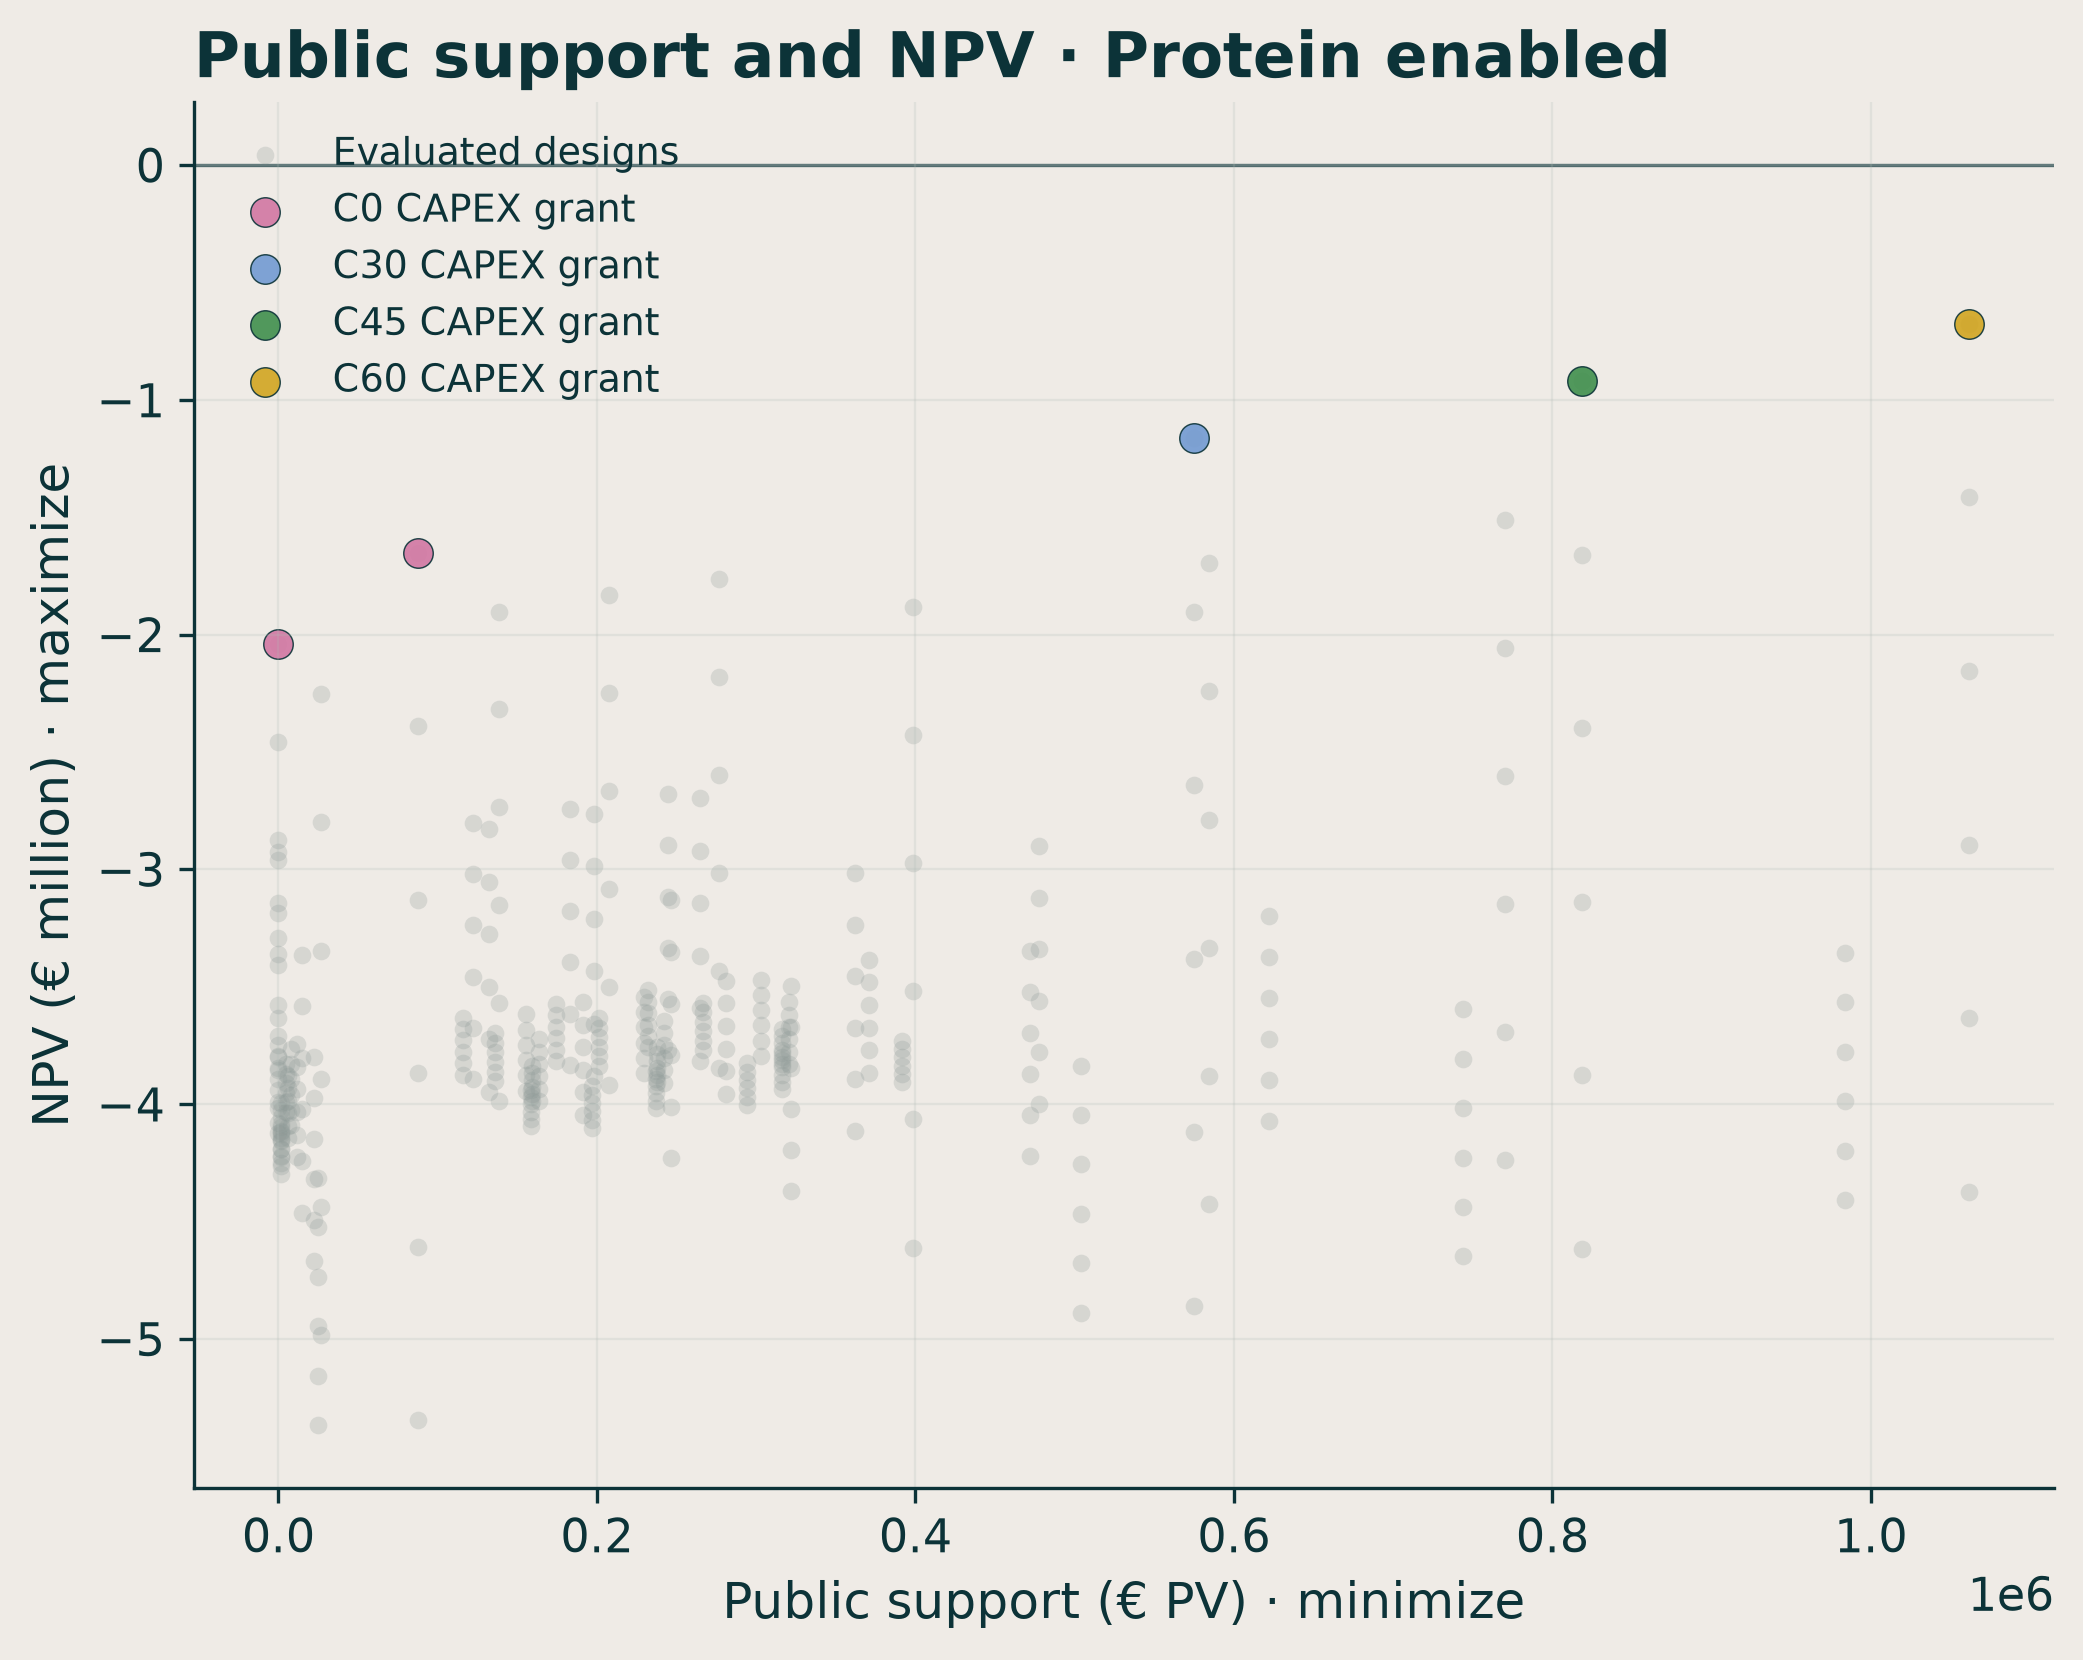 Public support and NPV · Protein enabled
Evaluated designs
C0 CAPEX grant
C30 CAPEX grant
C45 CAPEX grant
C60 CAPEX grant
0
−1
−2
−3
−4
−5
NPV (€ million) · maximize
0.0 0.2 0.4 0.6 0.8 1.0
1e6
Public support (€ PV) · minimize